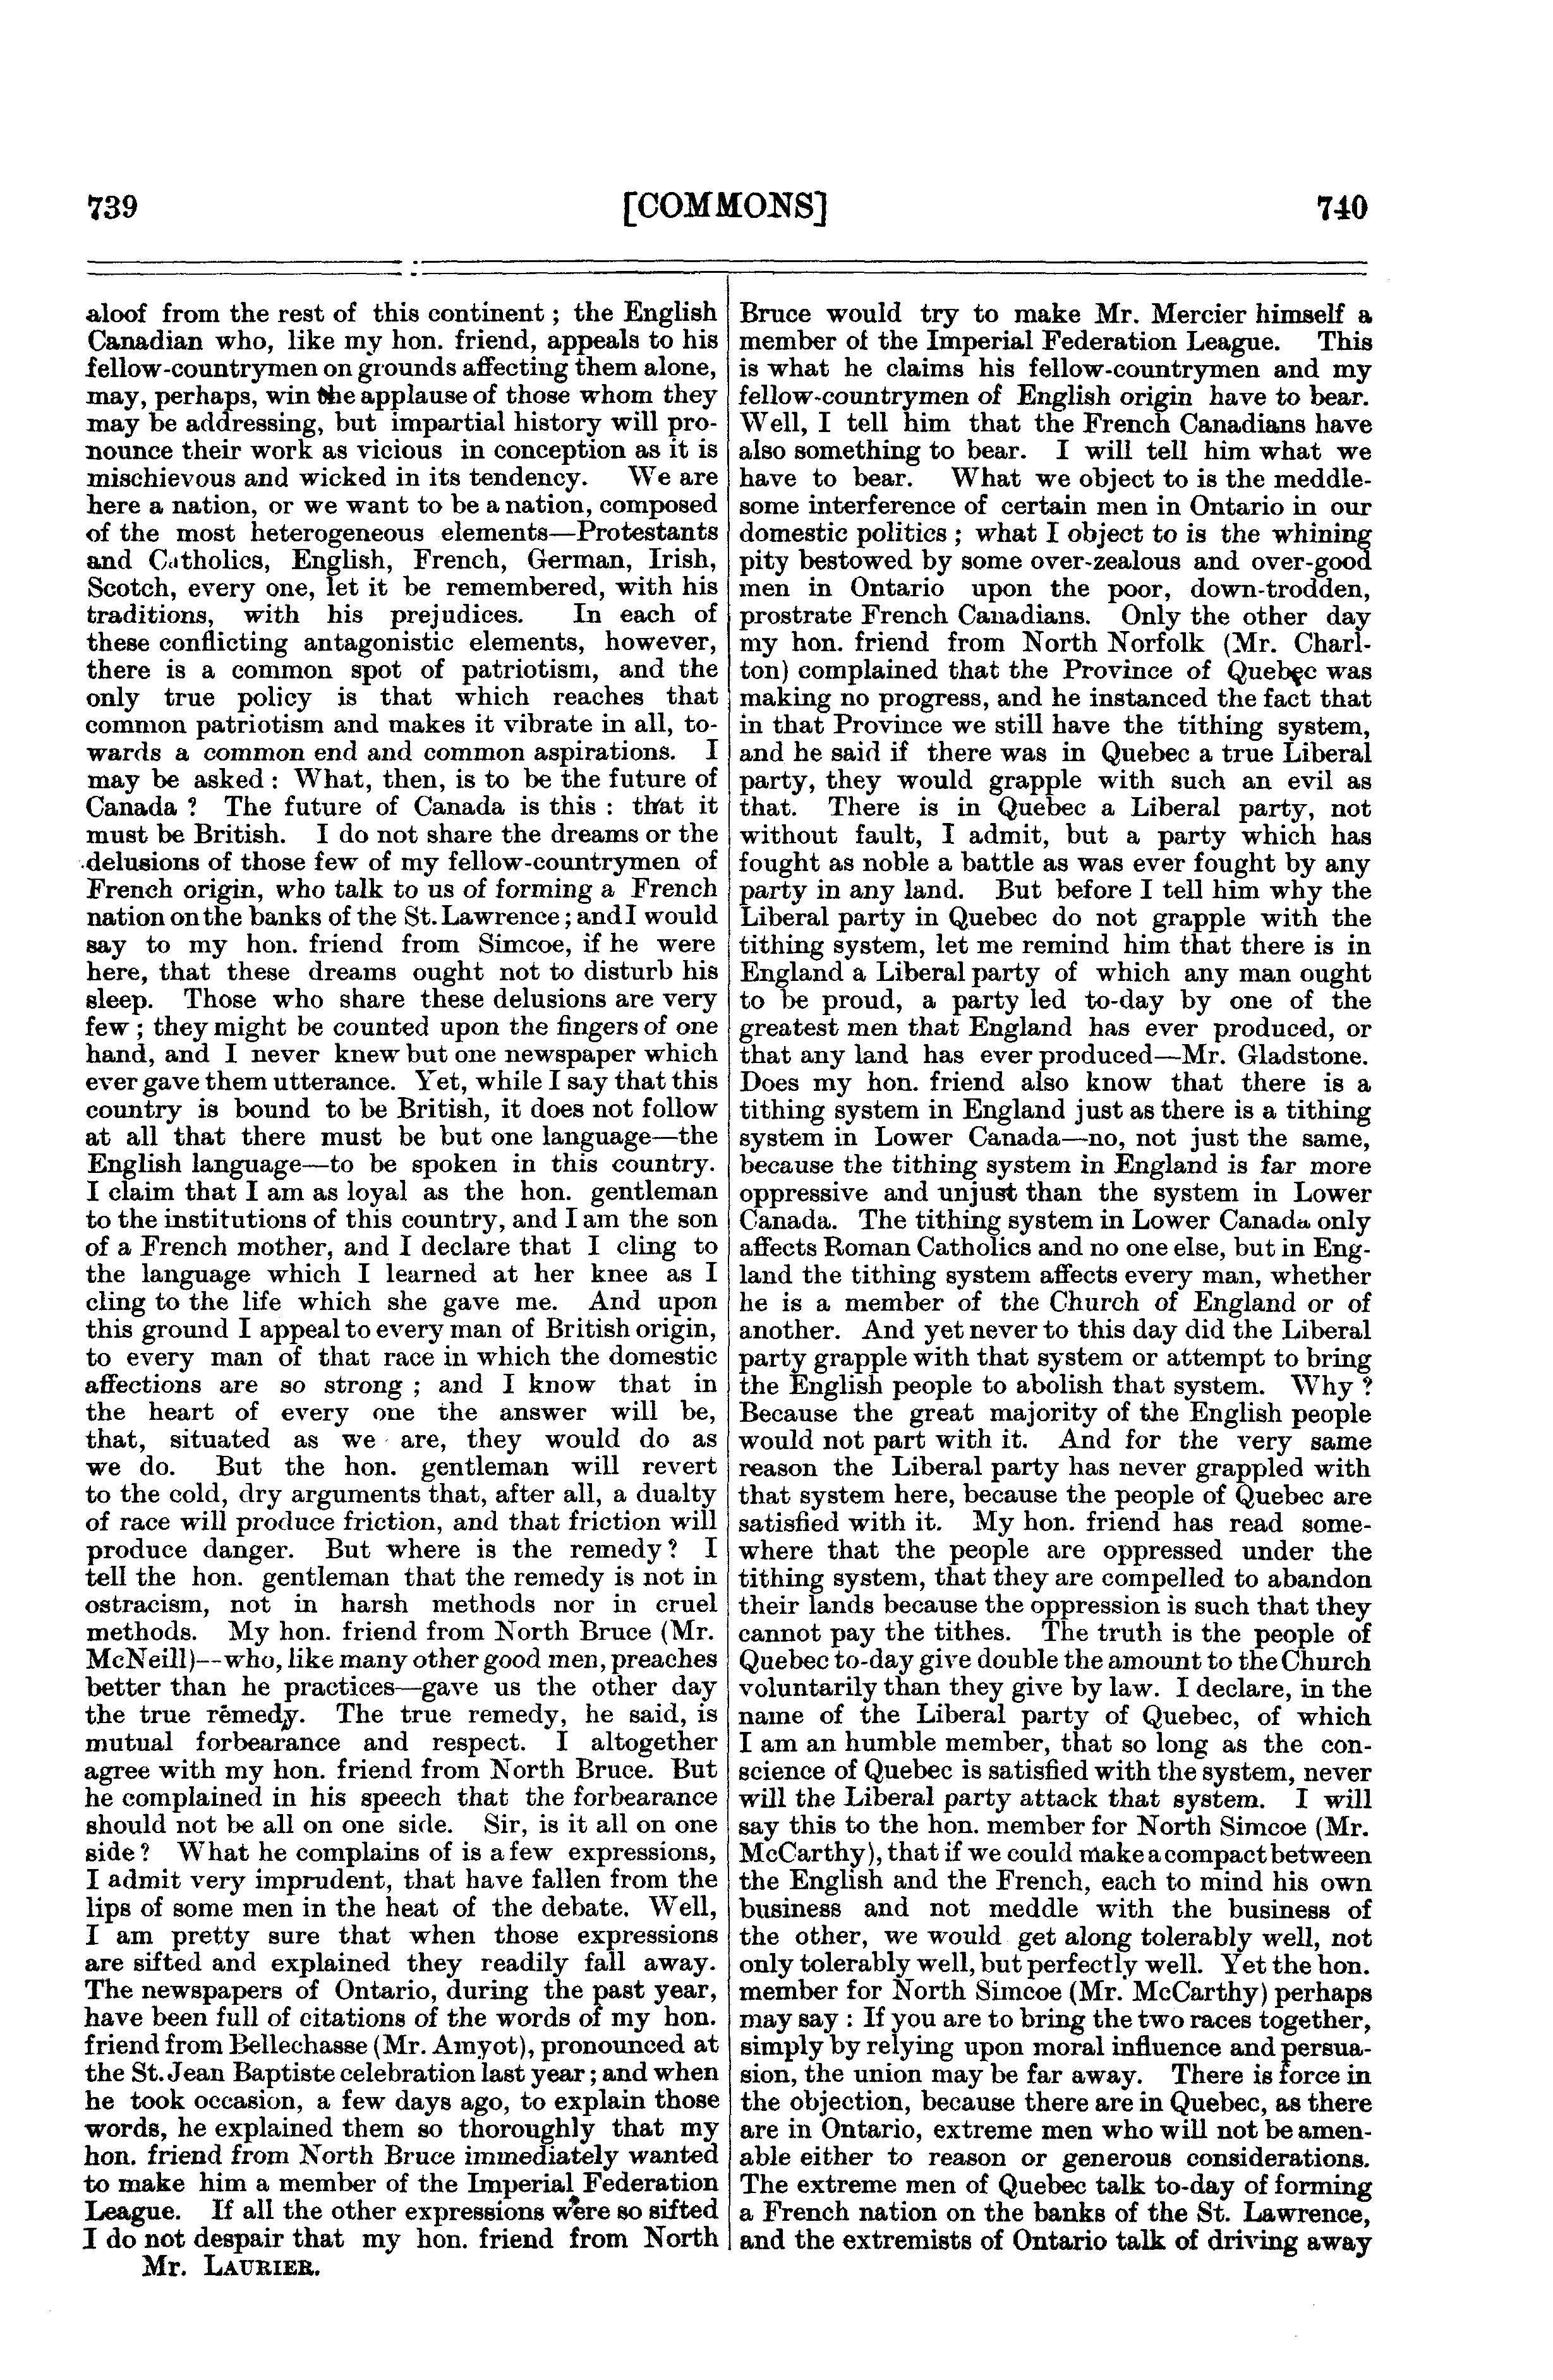 739
[COMMONS]
740
aloof from the rest of this continent ; the English
Canadian who, like my hon. friend, appeals to his
fellow-countrymen on grounds affecting them alone,
may, perhaps, win the applause of those whom they
may be addressing, but impartial history will pro-
nounce their work as vicious in conception as it is
mischievous and wicked in its tendency. We are
here a nation, or we want to be a nation, composed
of the most heterogeneous elements—Protestants
and Catholics, English, French, German, Irish,
Scotch, every one, let it be remembered, with his
traditions, with his prejudices. In each of
these conflicting antagonistic elements, however,
there is a common spot of patriotism, and the
only true policy is that which reaches that
common patriotism and makes it vibrate in all, to-
wards a common end and common aspirations. I
may be asked : What, then, is to be the future of
Canada ? The future of Canada is this : that it
must be British. I do not share the dreams or the
delusions of those few of my fellow-countrymen of
French origin, who talk to us of forming a French
nation on the banks of the St. Lawrence ; and I would
say to my hon. friend from Simcoe, if he were
here, that these dreams ought not to disturb his
sleep. Those who share these delusions are very
few ; they might be counted upon the fingers of one
hand, and I never knew but one newspaper which
ever gave them utterance. Yet, while I say that this
country is bound to be British, it does not follow
at all that there must be but one language—the
English language—to be spoken in this country.
I claim that I am as loyal as the hon. gentleman
to the institutions of this country, and I am the son
of a French mother, and I declare that I cling to
the language which I learned at her knee as I
cling to the life which she gave me. And upon
this ground I appeal to every man of British origin,
to every man of that race in which the domestic
affections are so strong ; and I know that in
the heart of every one the answer will be,
that, situated as we are, they would do as
we do. But the hon. gentleman will revert
to the cold, dry arguments that, after all, a dualty
of race will produce friction, and that friction will
produce danger. But where is the remedy ? I
tell the hon. gentleman that the remedy is not in
ostracism, not in harsh methods nor in cruel
methods. My hon. friend from North Bruce (Mr.
McNeill)--who, like many other good men, preaches
better than he practices—gave us the other day
the true remedy. The true remedy, he said, is
mutual forbearance and respect. I altogether
agree with my hon. friend from North Bruce. But
he complained in his speech that the forbearance
should not be all on one side. Sir, is it all on one
side ? What he complains of is a few expressions,
I admit very imprudent, that have fallen from the
lips of some men in the heat of the debate. Well,
I am pretty sure that when those expressions
are sifted and explained they readily fall away.
The newspapers of Ontario, during the past year,
have been full of citations of the words of my hon.
friend from Bellechasse (Mr. Amyot), pronounced at
the St. Jean Baptiste celebration last year ; and when
he took occasion, a few days ago, to explain those
words, he explained them so thoroughly that my
hon. friend from North Bruce immediately wanted
to make him a member of the Imperial Federation
League. If all the other expressions were so sifted
I do not despair that my hon. friend from North
Mr. LAURIER.
Bruce would try to make Mr. Mercier himself a
member of the Imperial Federation League. This
is what he claims his fellow-countrymen and my
fellow-countrymen of English origin have to bear.
Well, I tell him that the French Canadians have
also something to bear. I will tell him what we
have to bear. What we object to is the meddle-
some interference of certain men in Ontario in our
domestic politics ; what I object to is the whining
pity bestowed by some over-zealous and over-good
men in Ontario upon the poor, down-trodden,
prostrate French Canadians. Only the other day
my hon. friend from North Norfolk (Mr. Charl-
ton) complained that the Province of Quebec was
making no progress, and he instanced the fact that
in that Province we still have the tithing system,
and he said if there was in Quebec a true Liberal
party, they would grapple with such an evil as
that. There is in Quebec a Liberal party, not
without fault, I admit, but a party which has
fought as noble a battle as was ever fought by any
party in any land. But before I tell him why the
Liberal party in Quebec do not grapple with the
tithing system, let me remind him that there is in
England a Liberal party of which any man ought
to be proud, a party led to-day by one of the
greatest men that England has ever produced, or
that any land has ever produced—Mr. Gladstone.
Does my hon. friend also know that there is a
tithing system in England just as there is a tithing
system in Lower Canada—no, not just the same,
because the tithing system in England is far more
oppressive and unjust than the system in Lower
Canada. The tithing system in Lower Canada only
affects Roman Catholics and no one else, but in Eng-
land the tithing system affects every man, whether
he is a member of the Church of England or of
another. And yet never to this day did the Liberal
party grapple with that system or attempt to bring
the English people to abolish that system. Why ?
Because the great majority of the English people
would not part with it. And for the very same
reason the Liberal party has never grappled with
that system here, because the people of Quebec are
satisfied with it. My hon. friend has read some-
where that the people are oppressed under the
tithing system, that they are compelled to abandon
their lands because the oppression is such that they
cannot pay the tithes. The truth is the people of
Quebec to-day give double the amount to the Church
voluntarily than they give by law. I declare, in the
name of the Liberal party of Quebec, of which
I am an humble member, that so long as the con-
science of Quebec is satisfied with the system, never
will the Liberal party attack that system. I will
say this to the hon. member for North Simcoe (Mr.
McCarthy), that if we could make a compact between
the English and the French, each to mind his own
business and not meddle with the business of
the other, we would get along tolerably well, not
only tolerably well, but perfectly well. Yet the hon.
member for North Simcoe (Mr. McCarthy) perhaps
may say : If you are to bring the two races together,
simply by relying upon moral influence and persua-
sion, the union may be far away. There is force in
the objection, because there are in Quebec, as there
are in Ontario, extreme men who will not be amen-
able either to reason or generous considerations.
The extreme men of Quebec talk to-day of forming
a French nation on the banks of the St. Lawrence,
and the extremists of Ontario talk of driving away